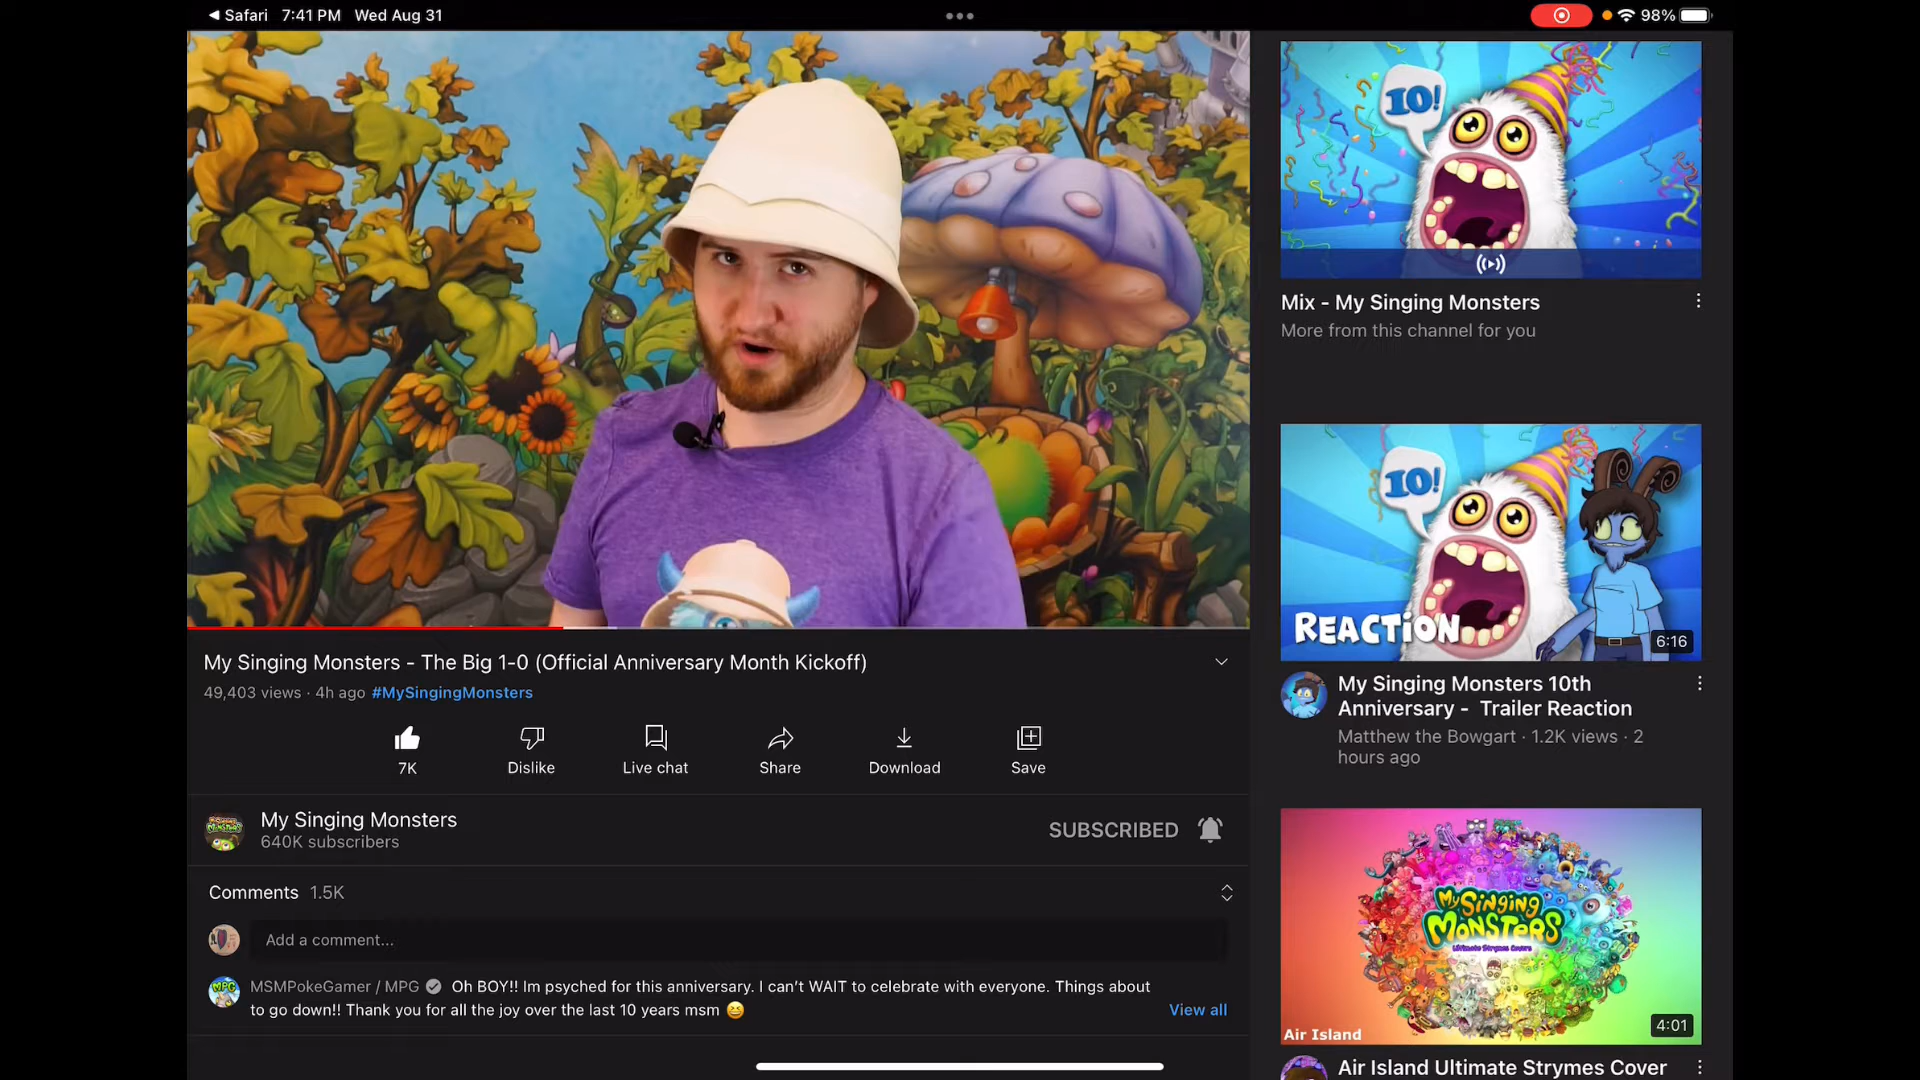 Safari 7:41 PM Wed Aug 31
98%
10!
Mix - My Singing Monsters
More from this channel for you
10!
REACTION
6:16
My Singing Monsters 10th
Anniversary - Trailer Reaction
Matthew the Bowgart · 1.2K views · 2
hours ago
My Singing
Monsters
Ultimate Strymes Covers
Air Island
4:01
Air Island Ultimate Strymes Cover
My Singing Monsters - The Big 1-0 (Official Anniversary Month Kickoff)
49,403 views · 4h ago #MySingingMonsters
7K
Dislike
Live chat
Share
Download
Save
My Singing Monsters
640K subscribers
SUBSCRIBED
Comments 1.5K
Add a comment...
MPG
MSMPokeGamer / MPG Oh BOY!! Im psyched for this anniversary. I can't WAIT to celebrate with everyone. Things about
to go down!! Thank you for all the joy over the last 10 years msm 😆
View all